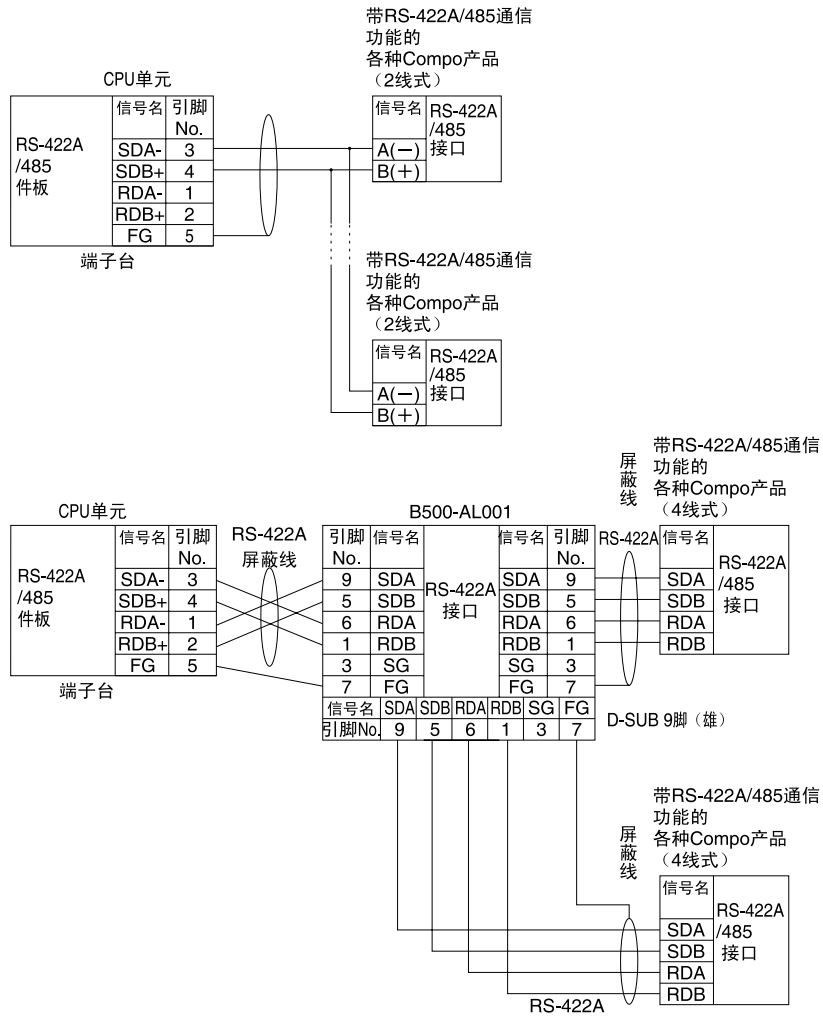 带RS-422A/485通信
功能的
各种Compo产品
（2线式）
CPU单元
RS-422A
/485
件板
信号名 引脚
No.
SDA- 3
SDB+ 4
RDA- 1
RDB+ 2
FG 5
端子台
信号名
RS-422A
/485
接口
A(－)
B(＋)
带RS-422A/485通信
功能的
各种Compo产品
（2线式）
信号名
RS-422A
/485
接口
A(－)
B(＋)
CPU单元
RS-422A
/485
件板
信号名 引脚
No.
SDA- 3
SDB+ 4
RDA- 1
RDB+ 2
FG 5
端子台
RS-422A
屏蔽线
B500-AL001
引脚 信号名
No.
9 SDA
5 SDB
6 RDA
1 RDB
3 SG
7 FG
RS-422A
接口
信号名 引脚
No.
SDA 9
SDB 5
RDA 6
RDB 1
SG 3
FG 7
信号名 SDA SDB RDA RDB SG FG
引脚No. 9 5 6 1 3 7
D-SUB 9脚（雄）
屏蔽线
RS-422A
带RS-422A/485通信
功能的
各种Compo产品
（4线式）
信号名
SDA
SDB
RDA
RDB
RS-422A
/485
接口
带RS-422A/485通信
功能的
各种Compo产品
（4线式）
屏蔽线
信号名
SDA
SDB
RDA
RDB
RS-422A
/485
接口
RS-422A